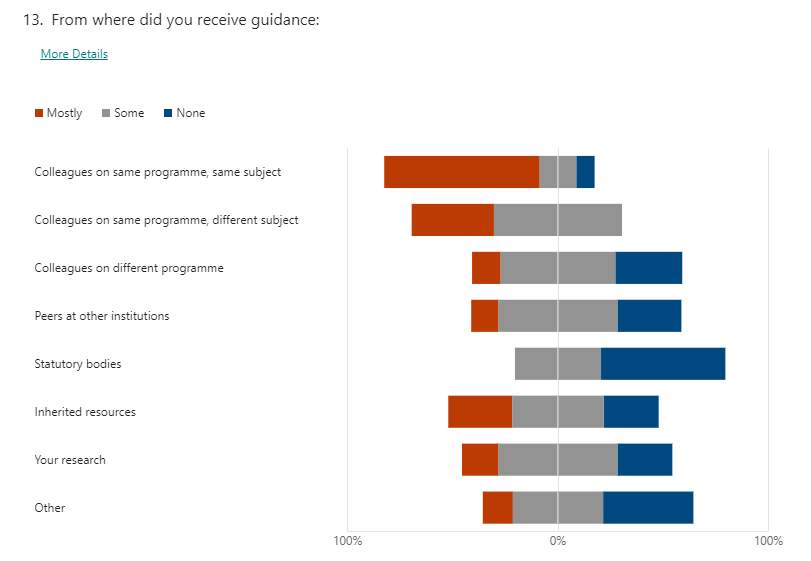 13. From where did you receive guidance:
More Details
Mostly Some None
Colleagues on same programme, same subject
Colleagues on same programme, different subject
Colleagues on different programme
Peers at other institutions
Statutory bodies
Inherited resources
Your research
Other
100% 0% 100%